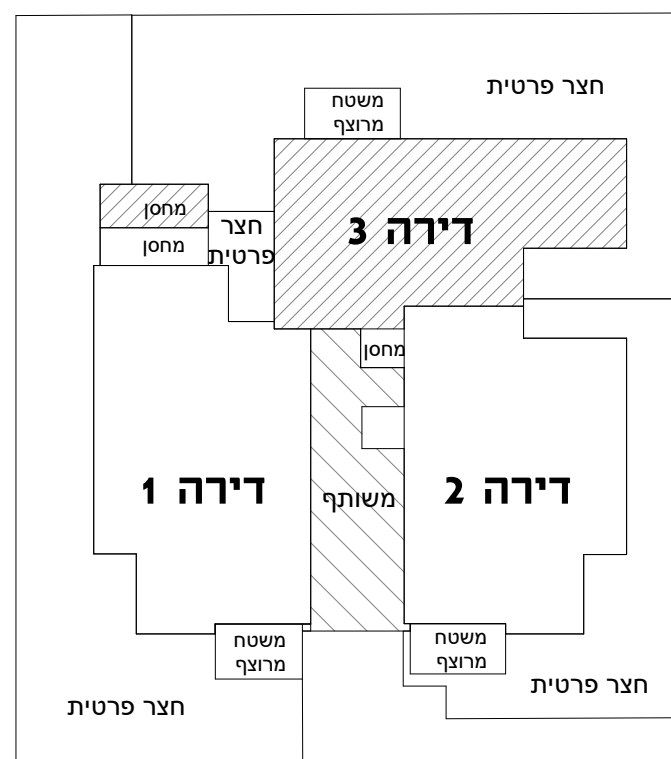 חצר פרטית
משטח
מרוצף
מחסן
מחסן
חצר
פרטית
דירה 3
מחסן
דירה 1
משותף
דירה 2
משטח
מרוצף
משטח
מרוצף
חצר פרטית
חצר פרטית